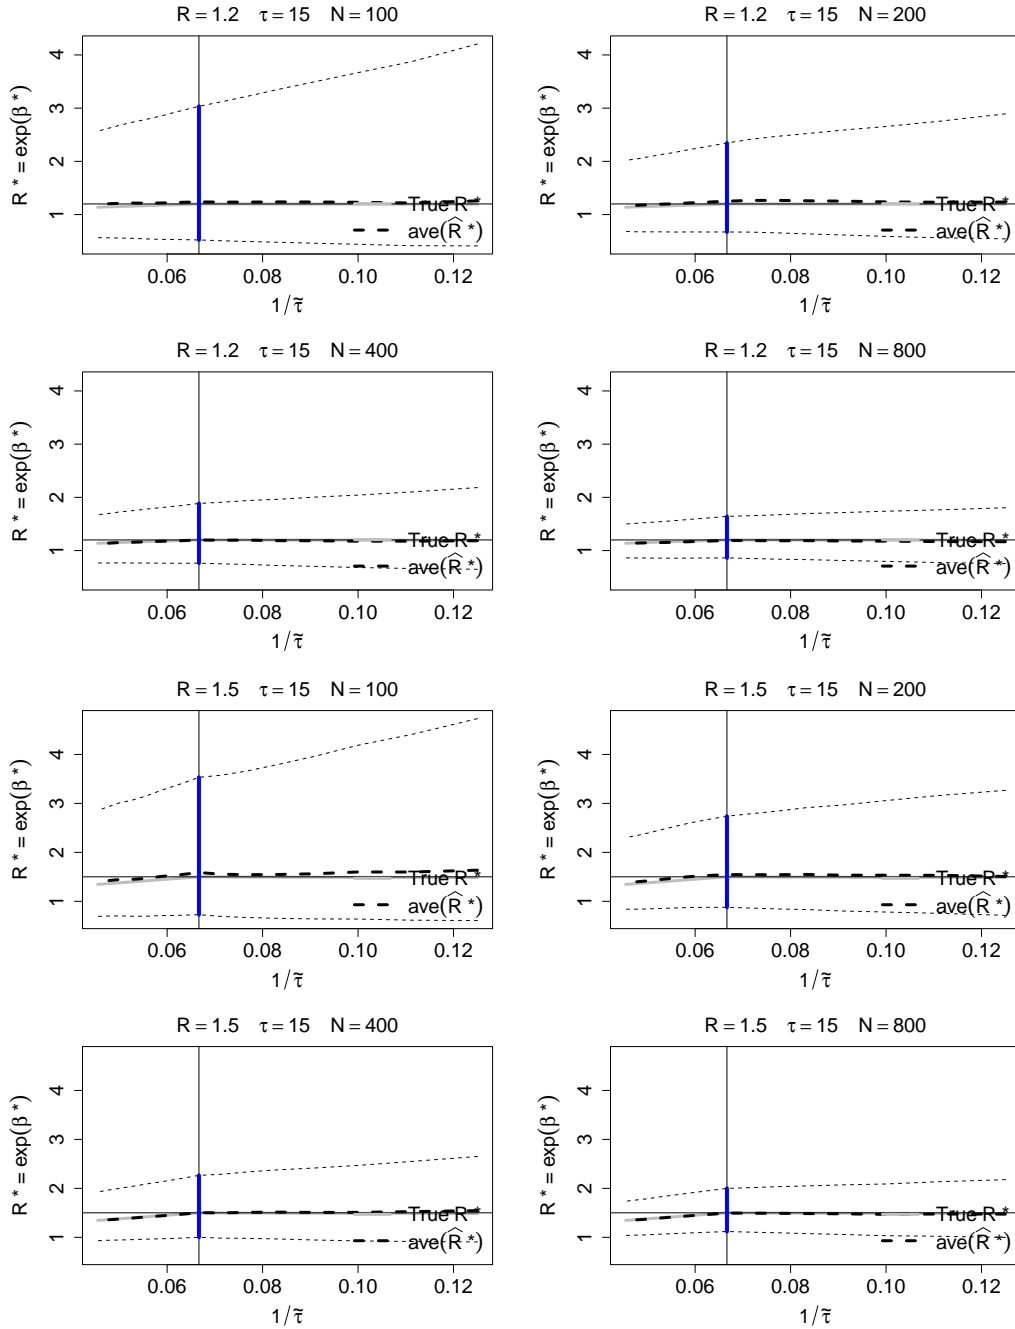 R = 1.2 τ = 15 N = 100
R * = exp(β *)
4
3
2
1
True R *
ave(R̂ *)
0.06 0.08 0.10 0.12
1/τ̃
R = 1.2 τ = 15 N = 200
R * = exp(β *)
4
3
2
1
True R *
ave(R̂ *)
0.06 0.08 0.10 0.12
1/τ̃
R = 1.2 τ = 15 N = 400
R * = exp(β *)
4
3
2
1
True R *
ave(R̂ *)
0.06 0.08 0.10 0.12
1/τ̃
R = 1.2 τ = 15 N = 800
R * = exp(β *)
4
3
2
1
True R *
ave(R̂ *)
0.06 0.08 0.10 0.12
1/τ̃
R = 1.5 τ = 15 N = 100
R * = exp(β *)
4
3
2
1
True R *
ave(R̂ *)
0.06 0.08 0.10 0.12
1/τ̃
R = 1.5 τ = 15 N = 200
R * = exp(β *)
4
3
2
1
True R *
ave(R̂ *)
0.06 0.08 0.10 0.12
1/τ̃
R = 1.5 τ = 15 N = 400
R * = exp(β *)
4
3
2
1
True R *
ave(R̂ *)
0.06 0.08 0.10 0.12
1/τ̃
R = 1.5 τ = 15 N = 800
R * = exp(β *)
4
3
2
1
True R *
ave(R̂ *)
0.06 0.08 0.10 0.12
1/τ̃